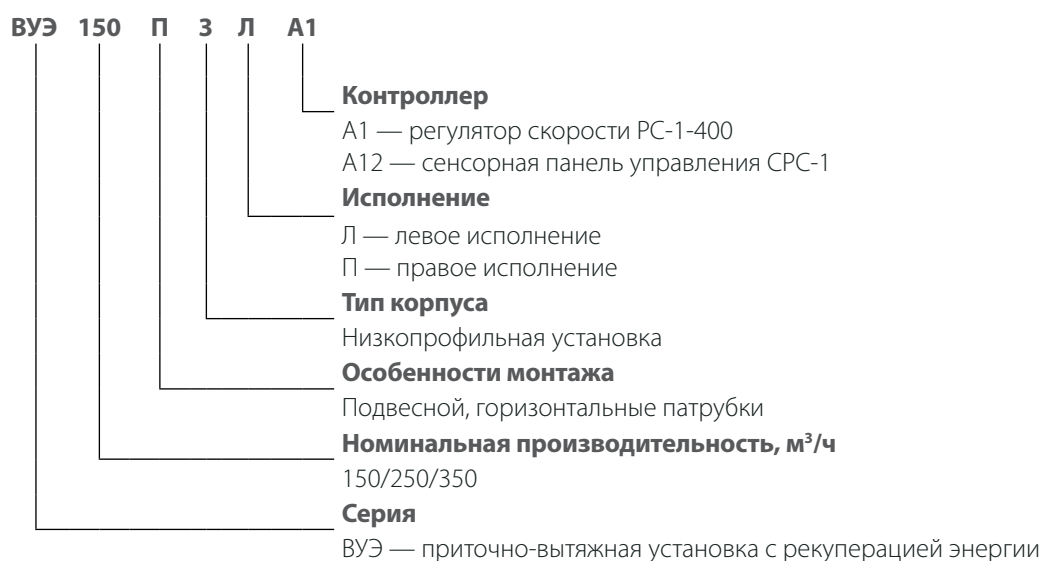 ВУЭ 150 П 3 Л А1
Контроллер
А1 — регулятор скорости РС-1-400
А12 — сенсорная панель управления СРС-1
Исполнение
Л — левое исполнение
П — правое исполнение
Тип корпуса
Низкопрофильная установка
Особенности монтажа
Подвесной, горизонтальные патрубки
Номинальная производительность, м³/ч
150/250/350
Серия
ВУЭ — приточно-вытяжная установка с рекуперацией энергии